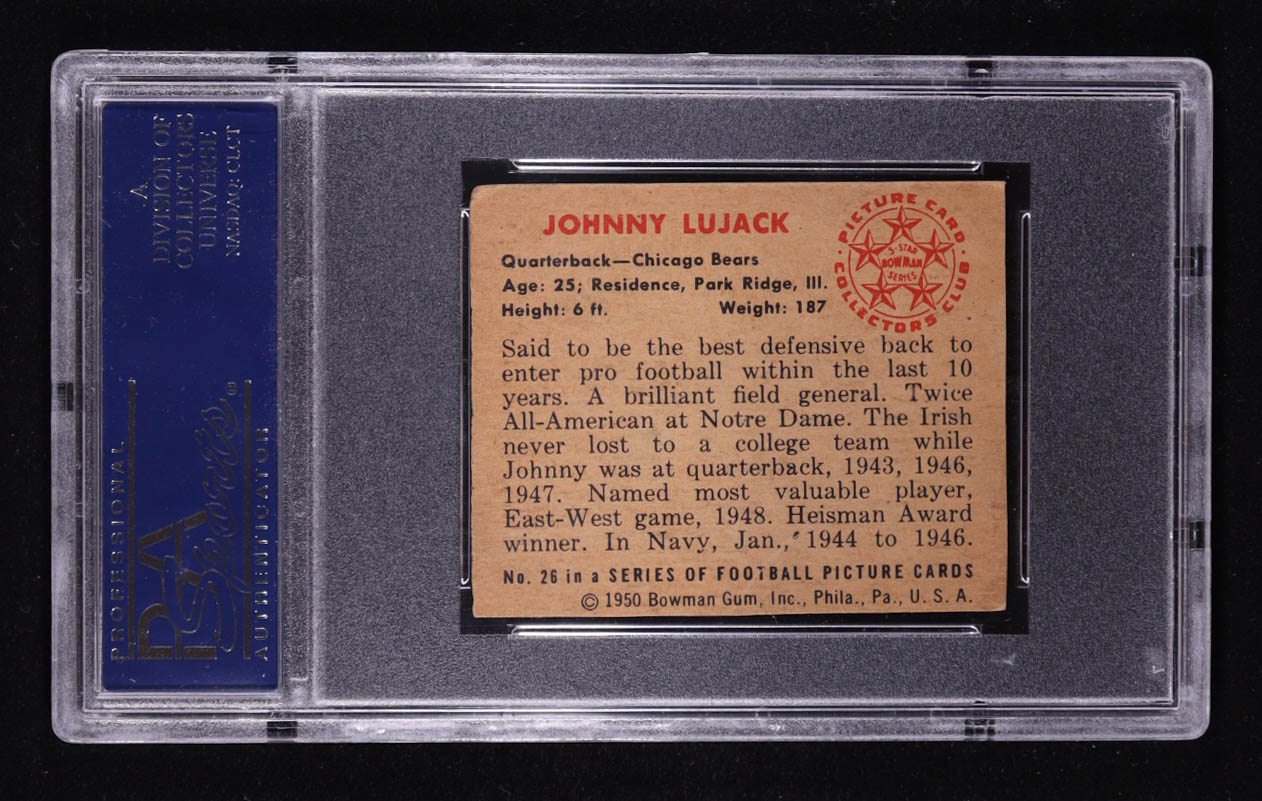 A
DIVISION OF
COLLECTORS
UNIVERSE
NASDAQ: CLCT
PROFESSIONAL
PSA
Sports®
AUTHENTICATOR
JOHNNY LUJACK
Quarterback—Chicago Bears
Age: 25; Residence, Park Ridge, Ill.
Height: 6 ft. Weight: 187
PICTURE CARD
COLLECTORS CLUB
5-STAR
BOWMAN
SERIES
Said to be the best defensive back to
enter pro football within the last 10
years. A brilliant field general. Twice
All-American at Notre Dame. The Irish
never lost to a college team while
Johnny was at quarterback, 1943, 1946,
1947. Named most valuable player,
East-West game, 1948. Heisman Award
winner. In Navy, Jan., 1944 to 1946.
No. 26 in a SERIES OF FOOTBALL PICTURE CARDS
© 1950 Bowman Gum, Inc., Phila., Pa., U. S. A.